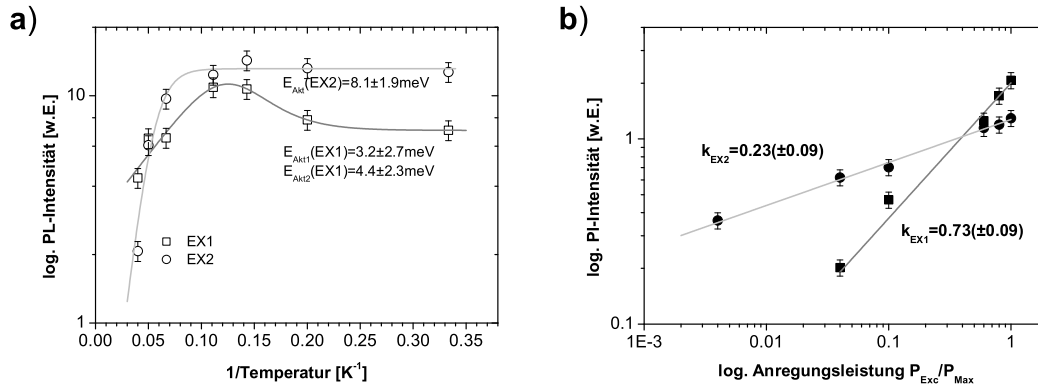 a)
log. PL-Intensität [w.E.]
10
1
E_Akt(EX2)=8.1±1.9meV
E_Akt1(EX1)=3.2±2.7meV
E_Akt2(EX1)=4.4±2.3meV
EX1
EX2
0.00 0.05 0.10 0.15 0.20 0.25 0.30 0.35
1/Temperatur [K⁻¹]
b)
log. Pl-Intensität [w.E.]
1
0.1
k_EX2=0.23(±0.09)
k_EX1=0.73(±0.09)
1E-3 0.01 0.1 1
log. Anregungsleistung P_Exc/P_Max